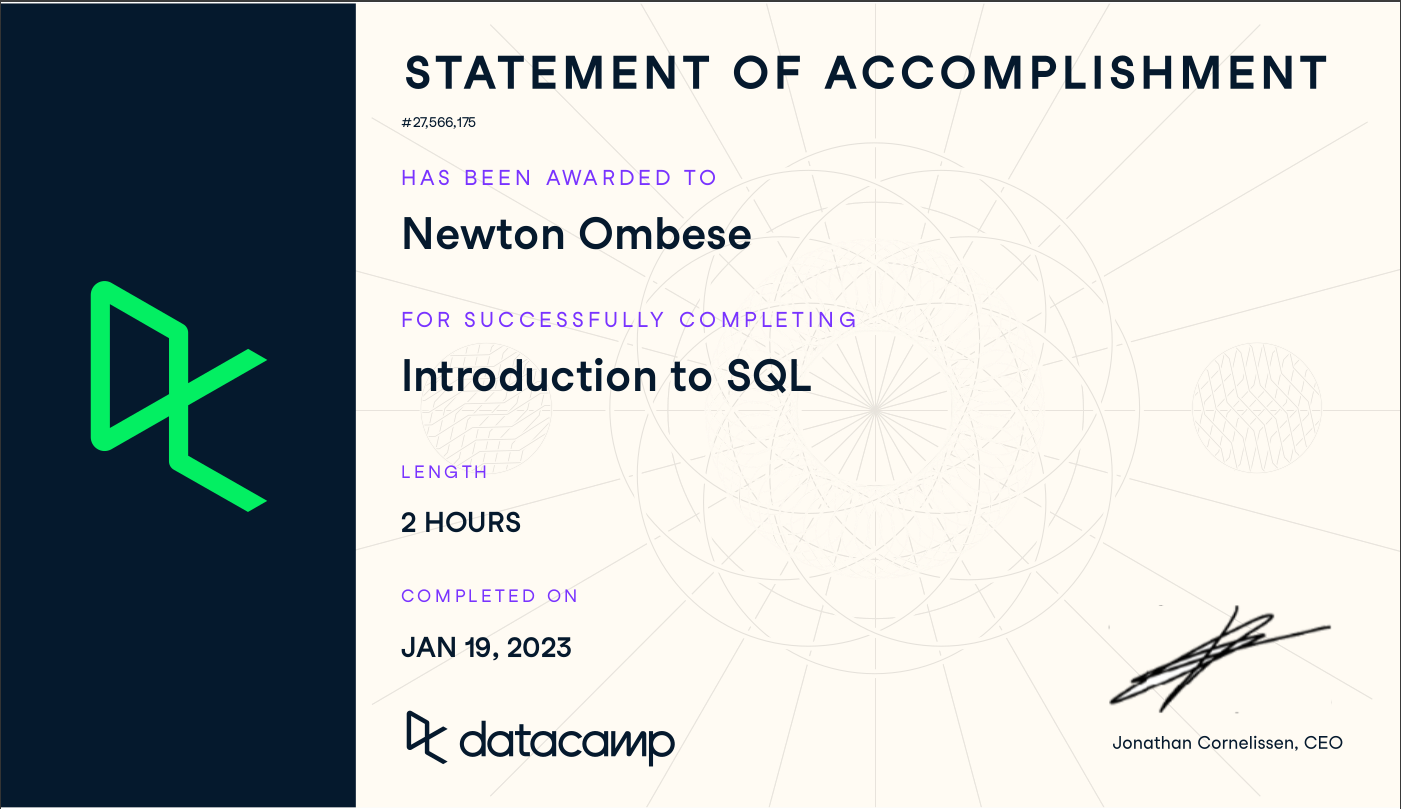 STATEMENT OF ACCOMPLISHMENT
#27,566,175
HAS BEEN AWARDED TO
Newton Ombese
FOR SUCCESSFULLY COMPLETING
Introduction to SQL
LENGTH
2 HOURS
COMPLETED ON
JAN 19, 2023
datacamp
Jonathan Cornelissen, CEO